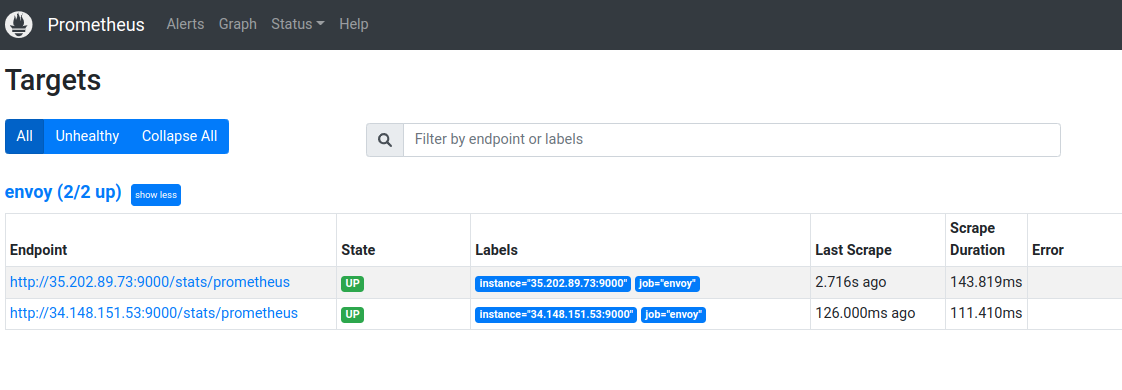 Prometheus Alerts Graph Status Help
Targets
All Unhealthy Collapse All Filter by endpoint or labels
envoy (2/2 up) show less
Endpoint State Labels Last Scrape Scrape Duration Error
http://35.202.89.73:9000/stats/prometheus UP instance="35.202.89.73:9000" job="envoy" 2.716s ago 143.819ms
http://34.148.151.53:9000/stats/prometheus UP instance="34.148.151.53:9000" job="envoy" 126.000ms ago 111.410ms